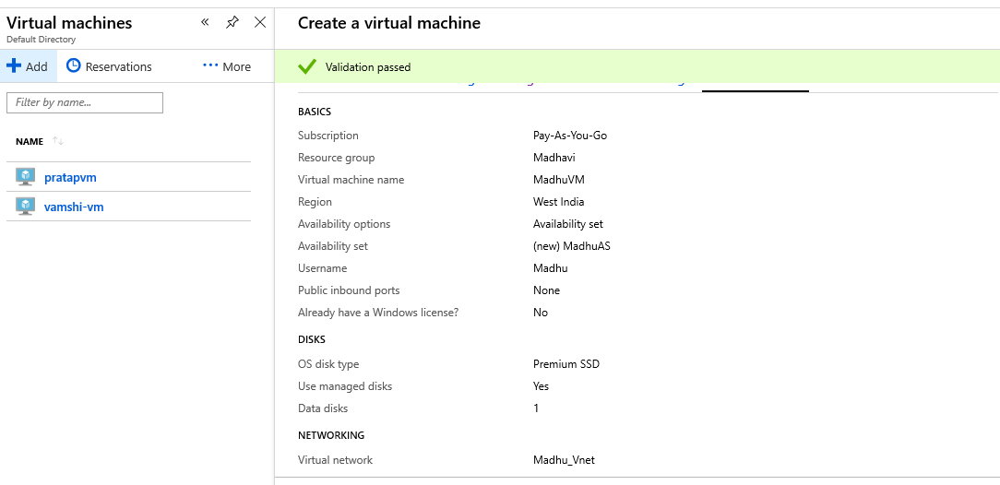 Virtual machines
Default Directory
Add
Reservations
More
Filter by name...
NAME
pratapvm
vamshi-vm
Create a virtual machine
Validation passed
BASICS
Subscription Pay-As-You-Go
Resource group Madhavi
Virtual machine name MadhuVM
Region West India
Availability options Availability set
Availability set (new) MadhuAS
Username Madhu
Public inbound ports None
Already have a Windows license? No
DISKS
OS disk type Premium SSD
Use managed disks Yes
Data disks 1
NETWORKING
Virtual network Madhu_Vnet